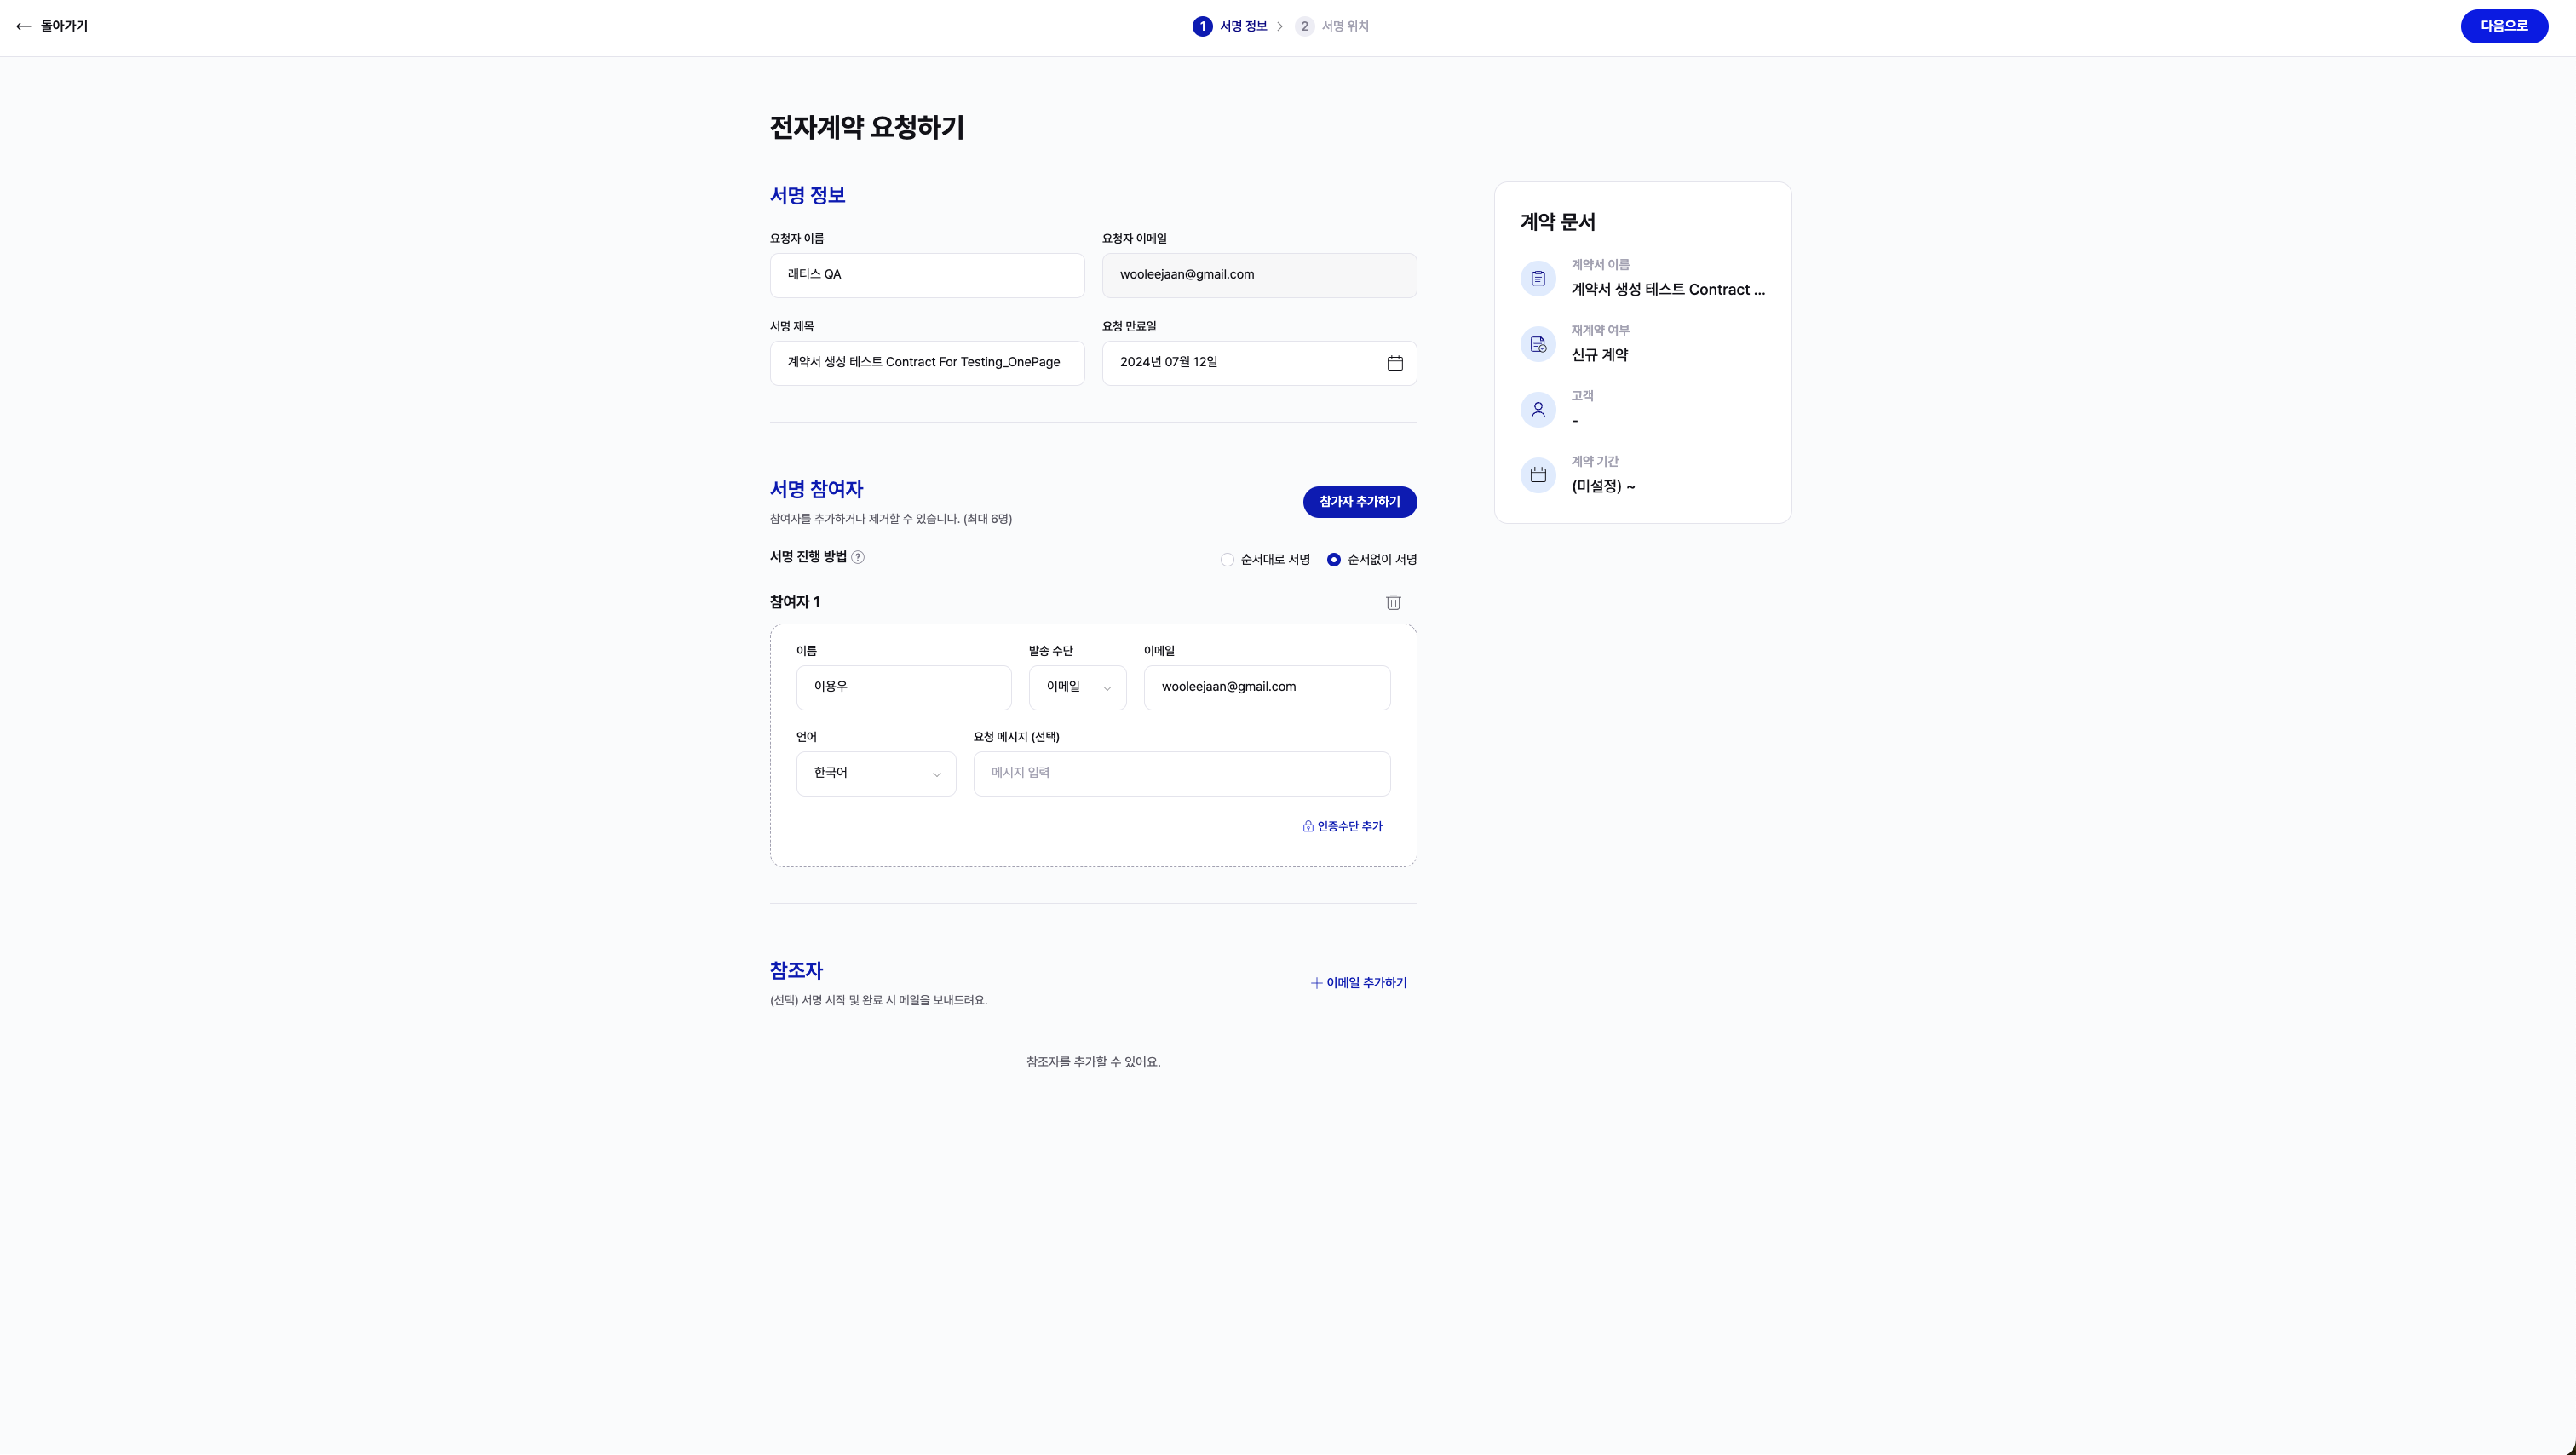 돌아가기
1 서명 정보 2 서명 위치
다음으로
전자계약 요청하기
서명 정보
요청자 이름
래티스 QA
요청자 이메일
wooleejaan@gmail.com
서명 제목
계약서 생성 테스트 Contract For Testing_OnePage
요청 만료일
2024년 07월 12일
서명 참여자
참여자를 추가하거나 제거할 수 있습니다. (최대 6명)
참가자 추가하기
서명 진행 방법 ?
순서대로 서명
순서없이 서명
참여자 1
이름
이용우
발송 수단
이메일
이메일
wooleejaan@gmail.com
언어
한국어
요청 메시지 (선택)
메시지 입력
인증수단 추가
참조자
(선택) 서명 시작 및 완료 시 메일을 보내드려요.
이메일 추가하기
참조자를 추가할 수 있어요.
계약 문서
계약서 이름
계약서 생성 테스트 Contract ...
재계약 여부
신규 계약
고객
-
계약 기간
(미설정) ~